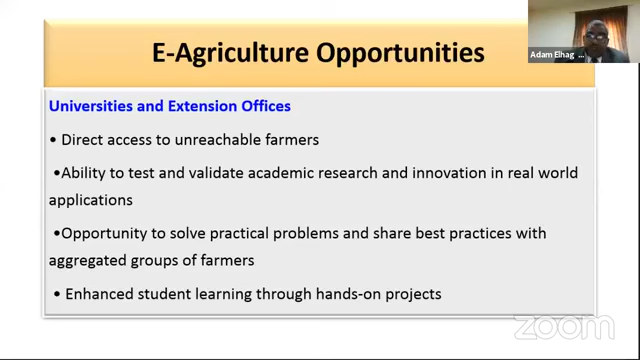 E-Agriculture Opportunities
Adam Elhag ...
Universities and Extension Offices
• Direct access to unreachable farmers
•Ability to test and validate academic research and innovation in real world
applications
•Opportunity to solve practical problems and share best practices with
aggregated groups of farmers
• Enhanced student learning through hands-on projects
zoom